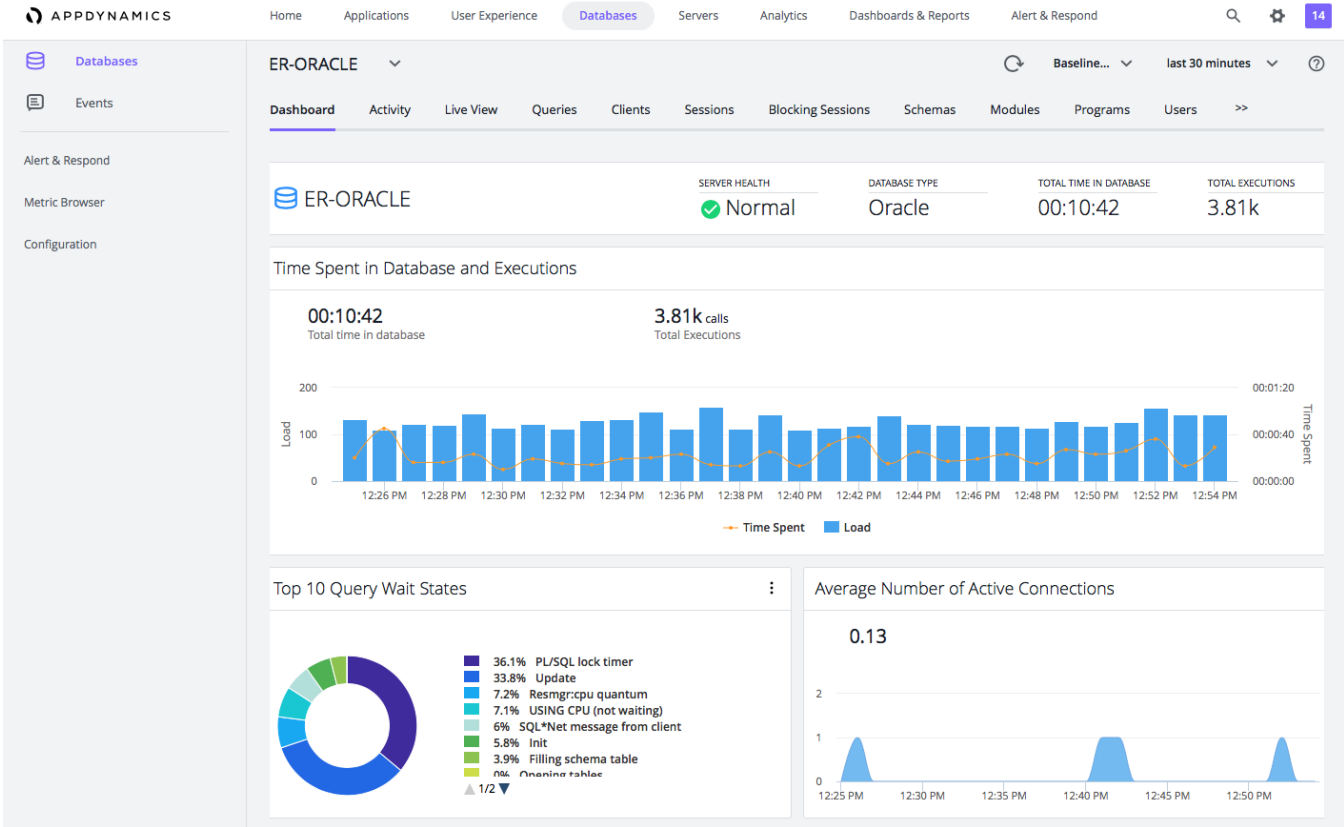 APPDYNAMICS Home Applications User Experience Databases Servers Analytics Dashboards & Reports Alert & Respond 14
Databases
Events
Alert & Respond
Metric Browser
Configuration
ER-ORACLE Baseline... last 30 minutes
Dashboard Activity Live View Queries Clients Sessions Blocking Sessions Schemas Modules Programs Users >>
ER-ORACLE
SERVER HEALTH DATABASE TYPE TOTAL TIME IN DATABASE TOTAL EXECUTIONS
Normal Oracle 00:10:42 3.81k
Time Spent in Database and Executions
00:10:42 3.81k calls
Total time in database Total Executions
200 00:01:20
Load 100 00:00:40 Time Spent
0 00:00:00
12:26 PM 12:28 PM 12:30 PM 12:32 PM 12:34 PM 12:36 PM 12:38 PM 12:40 PM 12:42 PM 12:44 PM 12:46 PM 12:48 PM 12:50 PM 12:52 PM 12:54 PM
Time Spent Load
Top 10 Query Wait States
36.1% PL/SQL lock timer
33.8% Update
7.2% Resmgr:cpu quantum
7.1% USING CPU (not waiting)
6% SQL*Net message from client
5.8% Init
3.9% Filling schema table
0% Opening tables
1/2
Average Number of Active Connections
0.13
2
1
0
12:25 PM 12:30 PM 12:35 PM 12:40 PM 12:45 PM 12:50 PM